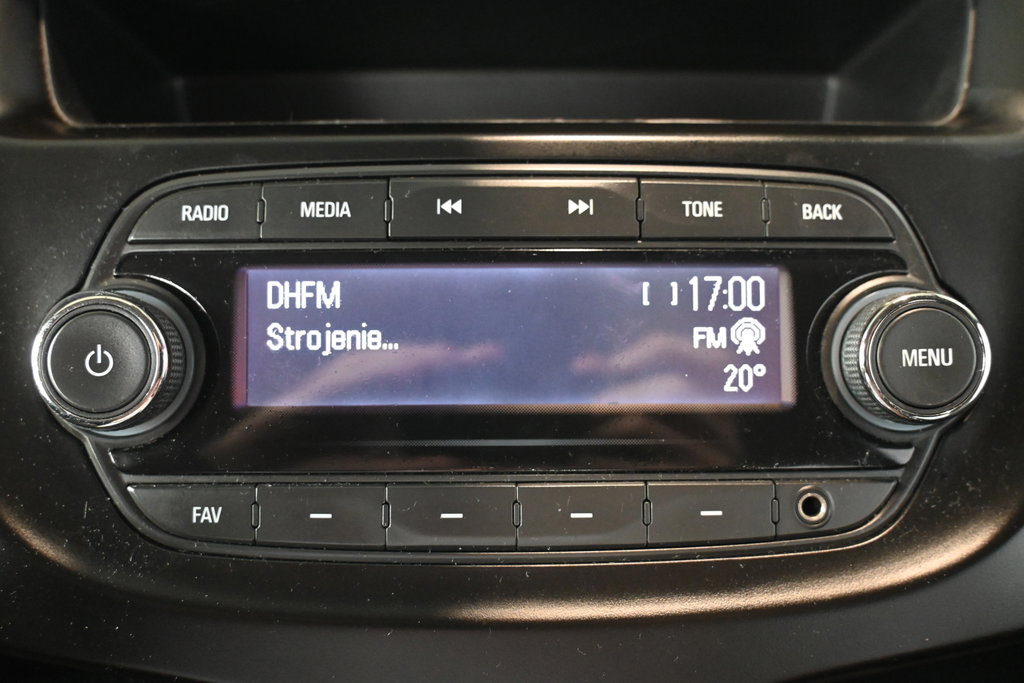 RADIO MEDIA TONE BACK
DHFM [ ] 17:00
Strojenie... FM
20°
MENU
FAV